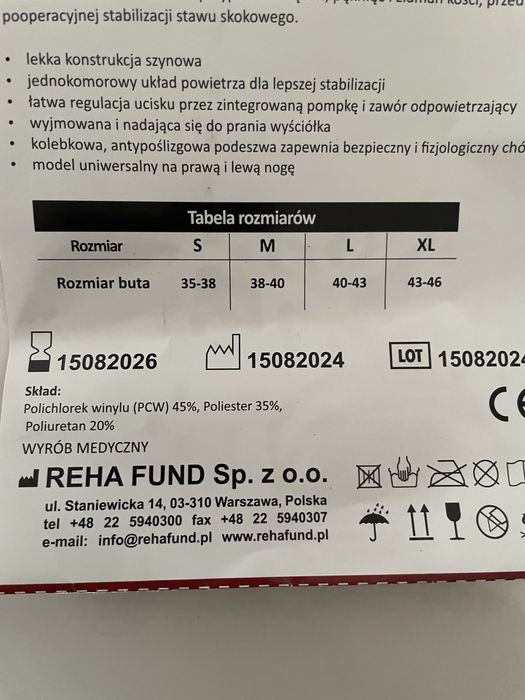 pooperacyjnej stabilizacji stawu skokowego.
• lekka konstrukcja szynowa
• jednokomorowy układ powietrza dla lepszej stabilizacji
• łatwa regulacja ucisku przez zintegrowaną pompkę i zawór odpowietrzający
• wyjmowana i nadająca się do prania wyściółka
• kolebkowa, antypoślizgowa podeszwa zapewnia bezpieczny i fizjologiczny chó
• model uniwersalny na prawą i lewą nogę
Tabela rozmiarów
Rozmiar S M L XL
Rozmiar buta 35-38 38-40 40-43 43-46
15082026 15082024 LOT 15082024
Skład:
Polichlorek winylu (PCW) 45%, Poliester 35%,
Poliuretan 20%
CE
WYRÓB MEDYCZNY
REHA FUND Sp. z o.o.
ul. Staniewicka 14, 03-310 Warszawa, Polska
tel +48 22 5940300 fax +48 22 5940307
e-mail: info@rehafund.pl www.rehafund.pl